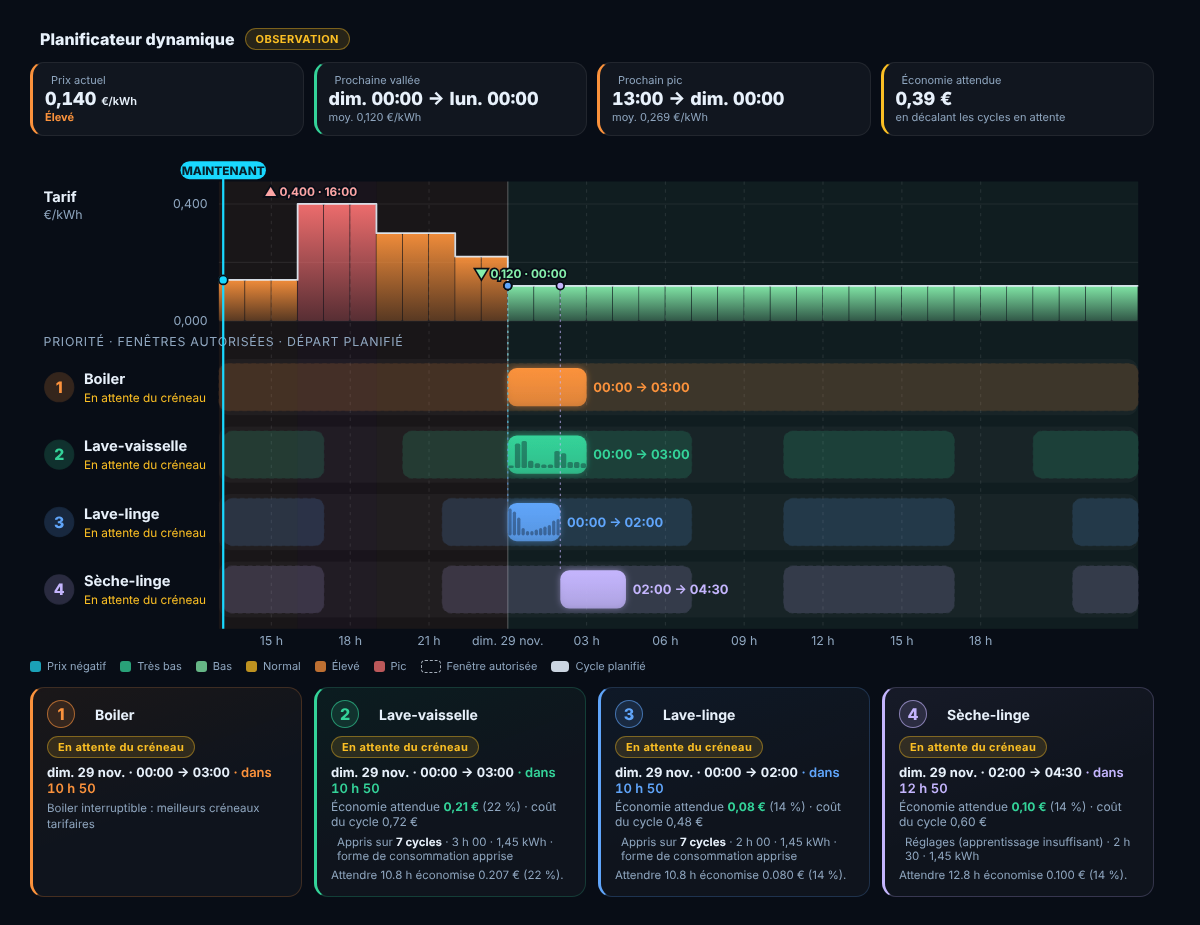 Planificateur dynamique
OBSERVATION
Prix actuel
0,140 €/kWh
Élevé
Prochaine vallée
dim. 00:00 → lun. 00:00
moy. 0,120 €/kWh
Prochain pic
13:00 → dim. 00:00
moy. 0,269 €/kWh
Économie attendue
0,39 €
en décalant les cycles en attente
MAINTENANT
Tarif
€/kWh
0,400
0,400 · 16:00
0,120 · 00:00
0,000
PRIORITÉ · FENÊTRES AUTORISÉES · DÉPART PLANIFIÉ
1
Boiler
En attente du créneau
00:00 → 03:00
2
Lave-vaisselle
En attente du créneau
00:00 → 03:00
3
Lave-linge
En attente du créneau
00:00 → 02:00
4
Sèche-linge
En attente du créneau
02:00 → 04:30
15 h 18 h 21 h dim. 29 nov. 03 h 06 h 09 h 12 h 15 h 18 h
Prix négatif Très bas Bas Normal Élevé Pic Fenêtre autorisée Cycle planifié
1 Boiler
En attente du créneau
dim. 29 nov. · 00:00 → 03:00 · dans
10 h 50
Boiler interruptible : meilleurs créneaux
tarifaires
2 Lave-vaisselle
En attente du créneau
dim. 29 nov. · 00:00 → 03:00 · dans
10 h 50
Économie attendue 0,21 € (22 %) · coût
du cycle 0,72 €
Appris sur 7 cycles · 3 h 00 · 1,45 kWh ·
forme de consommation apprise
Attendre 10.8 h économise 0.207 € (22 %).
3 Lave-linge
En attente du créneau
dim. 29 nov. · 00:00 → 02:00 · dans
10 h 50
Économie attendue 0,08 € (14 %) · coût
du cycle 0,48 €
Appris sur 7 cycles · 2 h 00 · 1,45 kWh ·
forme de consommation apprise
Attendre 10.8 h économise 0.080 € (14 %).
4 Sèche-linge
En attente du créneau
dim. 29 nov. · 02:00 → 04:30 · dans
12 h 50
Économie attendue 0,10 € (14 %) · coût
du cycle 0,60 €
Réglages (apprentissage insuffisant) · 2 h
30 · 1,45 kWh
Attendre 12.8 h économise 0.100 € (14 %).